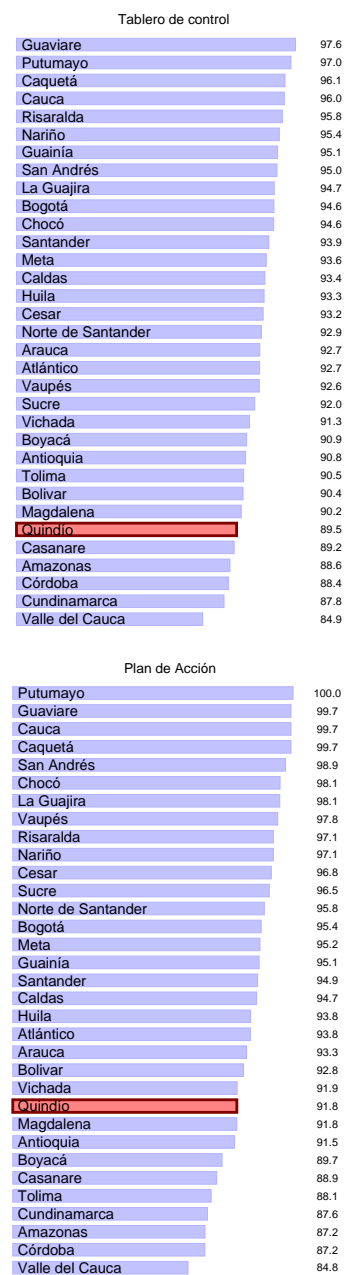 Tablero de control
Guaviare 97.6
Putumayo 97.0
Caquetá 96.1
Cauca 96.0
Risaralda 95.8
Nariño 95.4
Guainía 95.1
San Andrés 95.0
La Guajira 94.7
Bogotá 94.6
Chocó 94.6
Santander 93.9
Meta 93.6
Caldas 93.4
Huila 93.3
Cesar 93.2
Norte de Santander 92.9
Arauca 92.7
Atlántico 92.7
Vaupés 92.6
Sucre 92.0
Vichada 91.3
Boyacá 90.9
Antioquia 90.8
Tolima 90.5
Bolivar 90.4
Magdalena 90.2
Quindío 89.5
Casanare 89.2
Amazonas 88.6
Córdoba 88.4
Cundinamarca 87.8
Valle del Cauca 84.9
Plan de Acción
Putumayo 100.0
Guaviare 99.7
Cauca 99.7
Caquetá 99.7
San Andrés 98.9
Chocó 98.1
La Guajira 98.1
Vaupés 97.8
Risaralda 97.1
Nariño 97.1
Cesar 96.8
Sucre 96.5
Norte de Santander 95.8
Bogotá 95.4
Meta 95.2
Guainía 95.1
Santander 94.9
Caldas 94.7
Huila 93.8
Atlántico 93.8
Arauca 93.3
Bolivar 92.8
Vichada 91.9
Quindío 91.8
Magdalena 91.8
Antioquia 91.5
Boyacá 89.7
Casanare 88.9
Tolima 88.1
Cundinamarca 87.6
Amazonas 87.2
Córdoba 87.2
Valle del Cauca 84.8